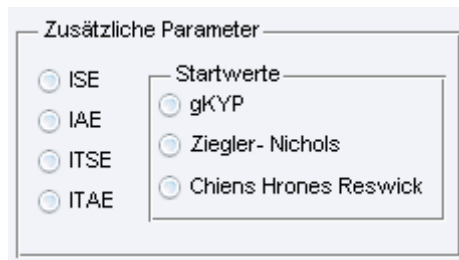 Zusätzliche Parameter
ISE
IAE
ITSE
ITAE
Startwerte
gKYP
Ziegler- Nichols
Chiens Hrones Reswick